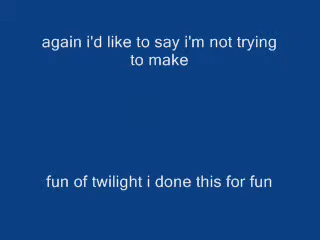 again i'd like to say i'm not trying
to make
fun of twilight i done this for fun